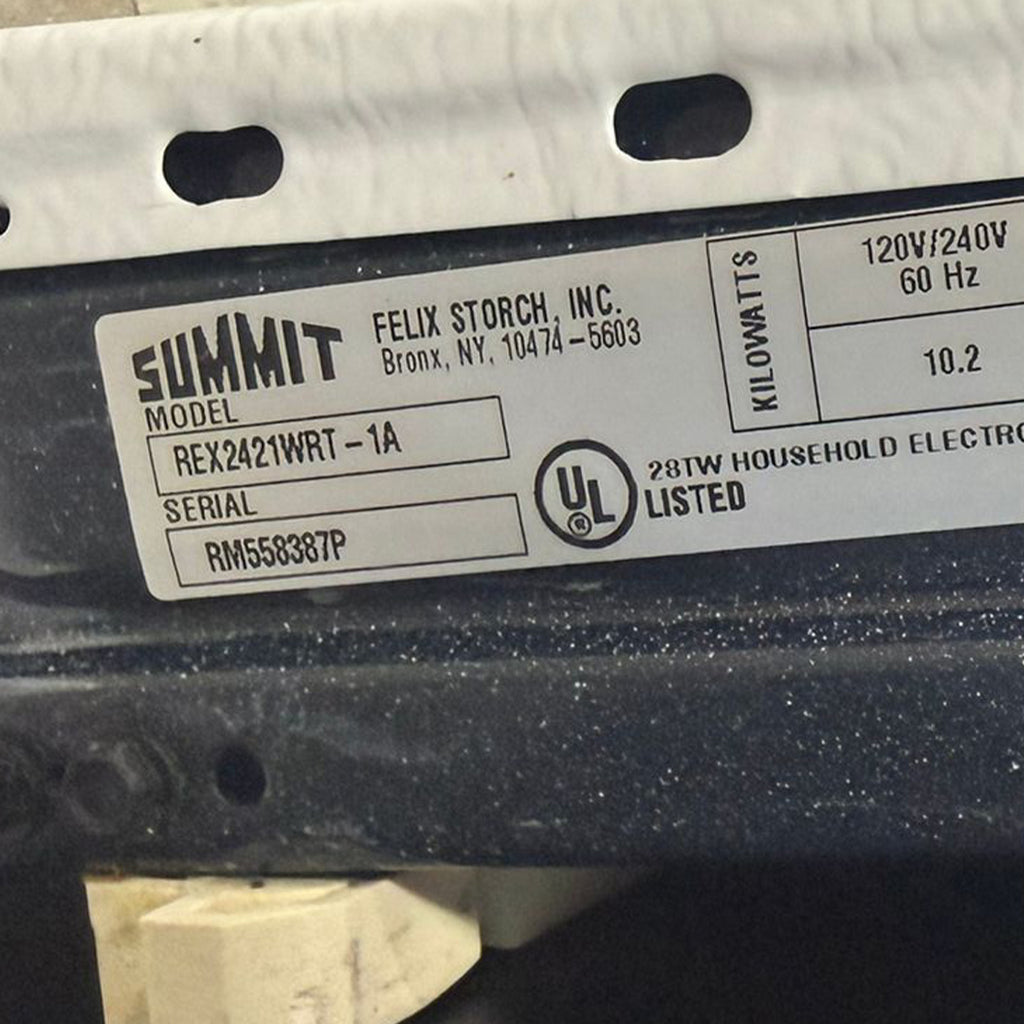 SUMMIT
FELIX STORCH, INC.
Bronx, NY, 10474-5603
MODEL
REX2421WRT-1A
SERIAL
RM558387P
UL
®
28TW HOUSEHOLD ELECTRO
LISTED
KILOWATTS
120V/240V
60 Hz
10.2